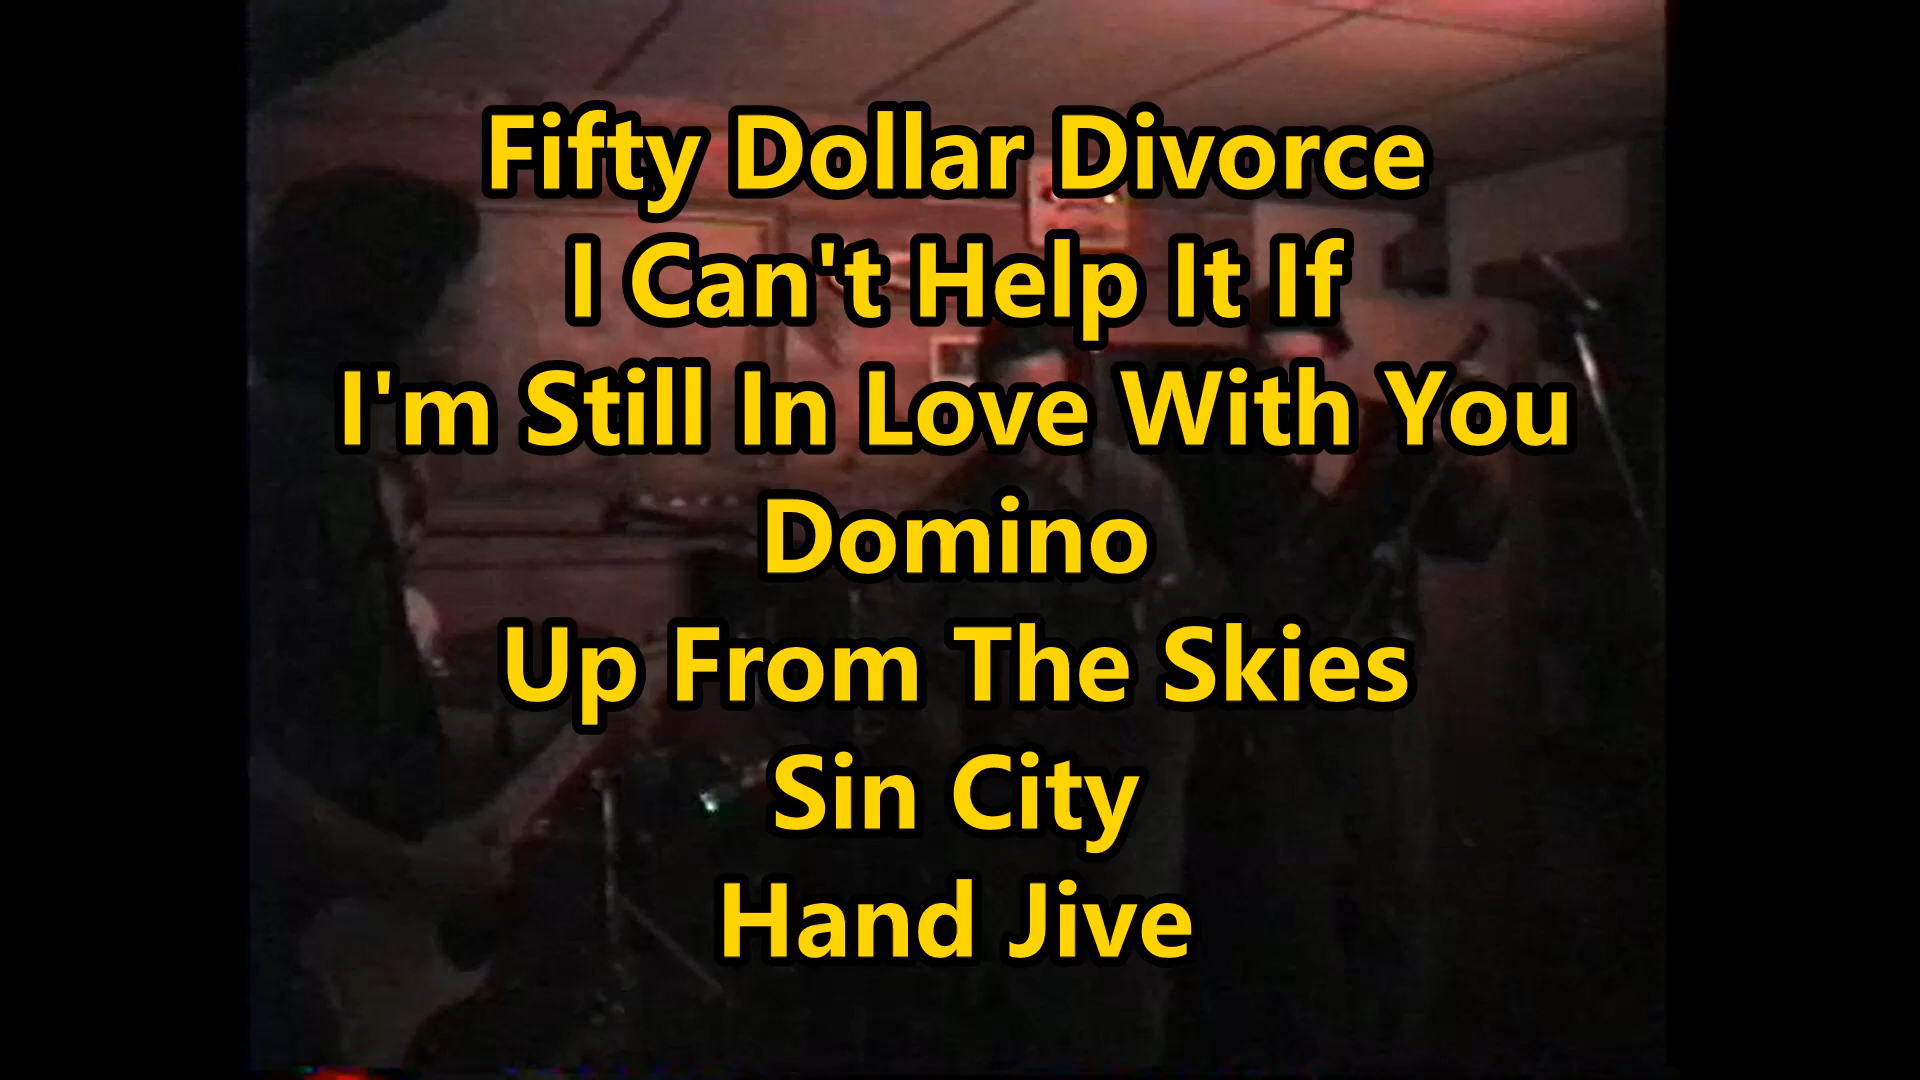 Fifty Dollar Divorce
I Can't Help It If
I'm Still In Love With You
Domino
Up From The Skies
Sin City
Hand Jive